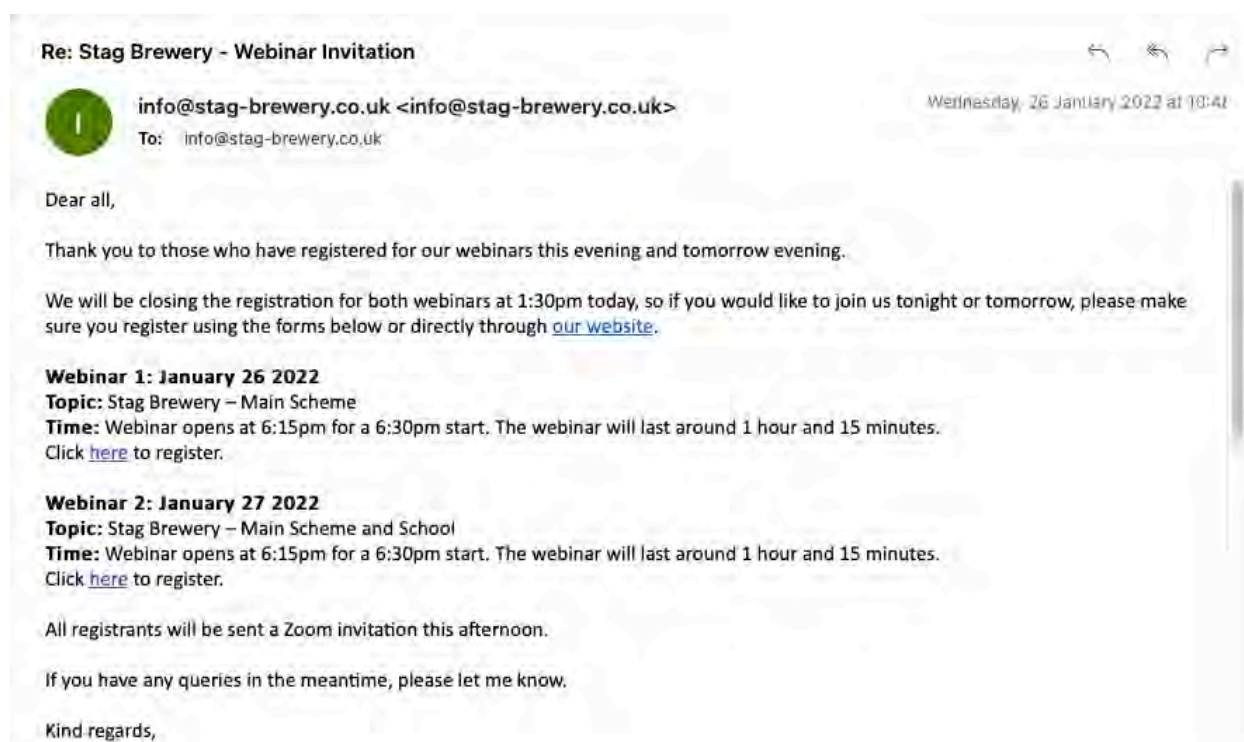 Re: Stag Brewery - Webinar Invitation
I
info@stag-brewery.co.uk <info@stag-brewery.co.uk>
Wednesday, 26 January 2022 at
To: info@stag-brewery.co.uk
Dear all,
Thank you to those who have registered for our webinars this evening and tomorrow evening.
We will be closing the registration for both webinars at 1:30pm today, so if you would like to join us tonight or tomorrow, please make
sure you register using the forms below or directly through our website.
Webinar 1: January 26 2022
Topic: Stag Brewery – Main Scheme
Time: Webinar opens at 6:15pm for a 6:30pm start. The webinar will last around 1 hour and 15 minutes.
Click here to register.
Webinar 2: January 27 2022
Topic: Stag Brewery – Main Scheme and School
Time: Webinar opens at 6:15pm for a 6:30pm start. The webinar will last around 1 hour and 15 minutes.
Click here to register.
All registrants will be sent a Zoom invitation this afternoon.
If you have any queries in the meantime, please let me know.
Kind regards,